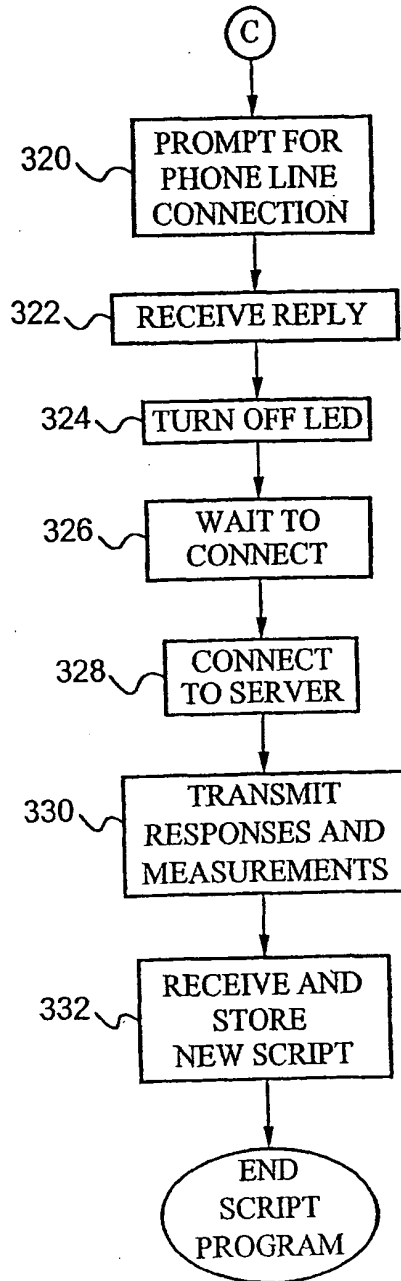 C
320
PROMPT FOR
PHONE LINE
CONNECTION
322
RECEIVE REPLY
324
TURN OFF LED
326
WAIT TO
CONNECT
328
CONNECT
TO SERVER
330
TRANSMIT
RESPONSES AND
MEASUREMENTS
332
RECEIVE AND
STORE
NEW SCRIPT
END
SCRIPT
PROGRAM